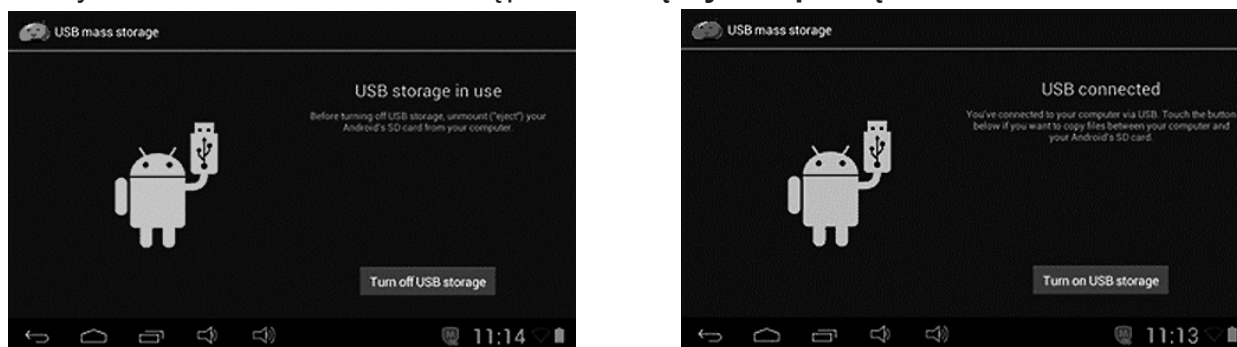 USB mass storage
USB storage in use
Before turning off USB storage, unmount ("eject") your
Android's SD card from your computer.
Turn off USB storage
11:14
USB mass storage
USB connected
You've connected to your computer via USB. Touch the button
below if you want to copy files between your computer and
your Android's SD card.
Turn on USB storage
11:13